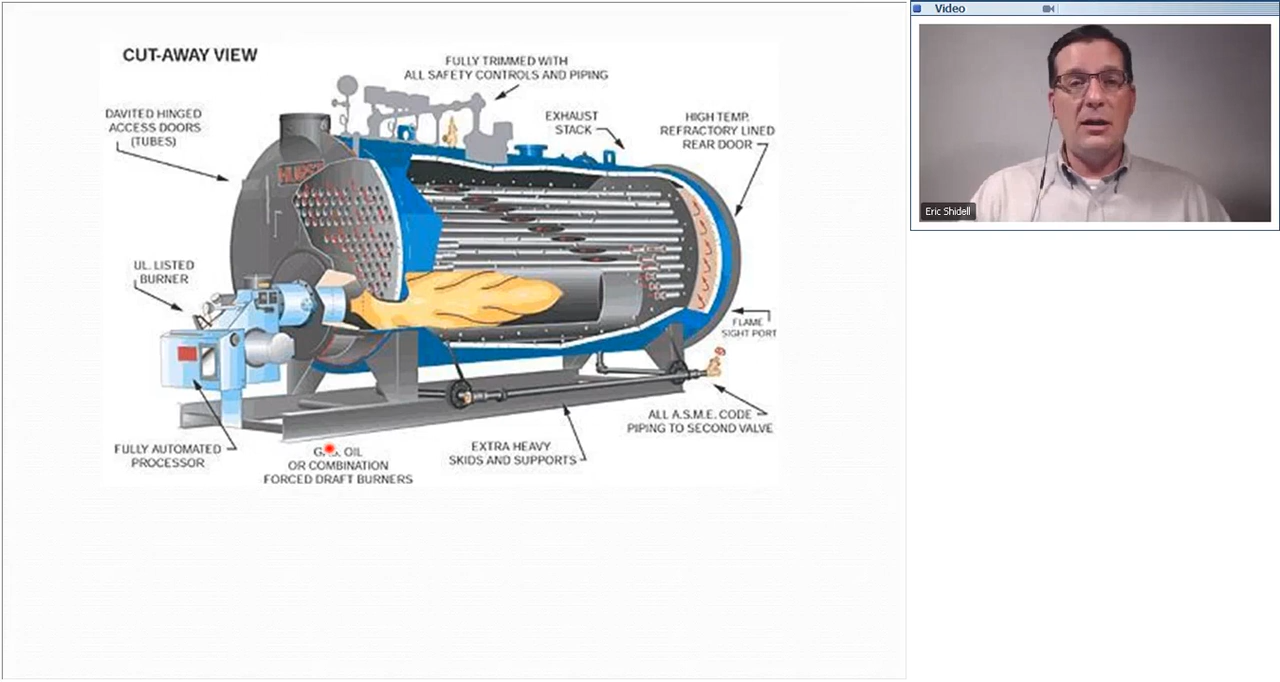 CUT-AWAY VIEW
FULLY TRIMMED WITH
ALL SAFETY CONTROLS AND PIPING
DAVITED HINGED
ACCESS DOORS
(TUBES)
EXHAUST
STACK
HIGH TEMP.
REFRACTORY LINED
REAR DOOR
UL. LISTED
BURNER
FLAME
SIGHT PORT
ALL A.S.M.E. CODE
PIPING TO SECOND VALVE
FULLY AUTOMATED
PROCESSOR
OIL
OR COMBINATION
FORCED DRAFT BURNERS
EXTRA HEAVY
SKIDS AND SUPPORTS
Video
Eric Shidell